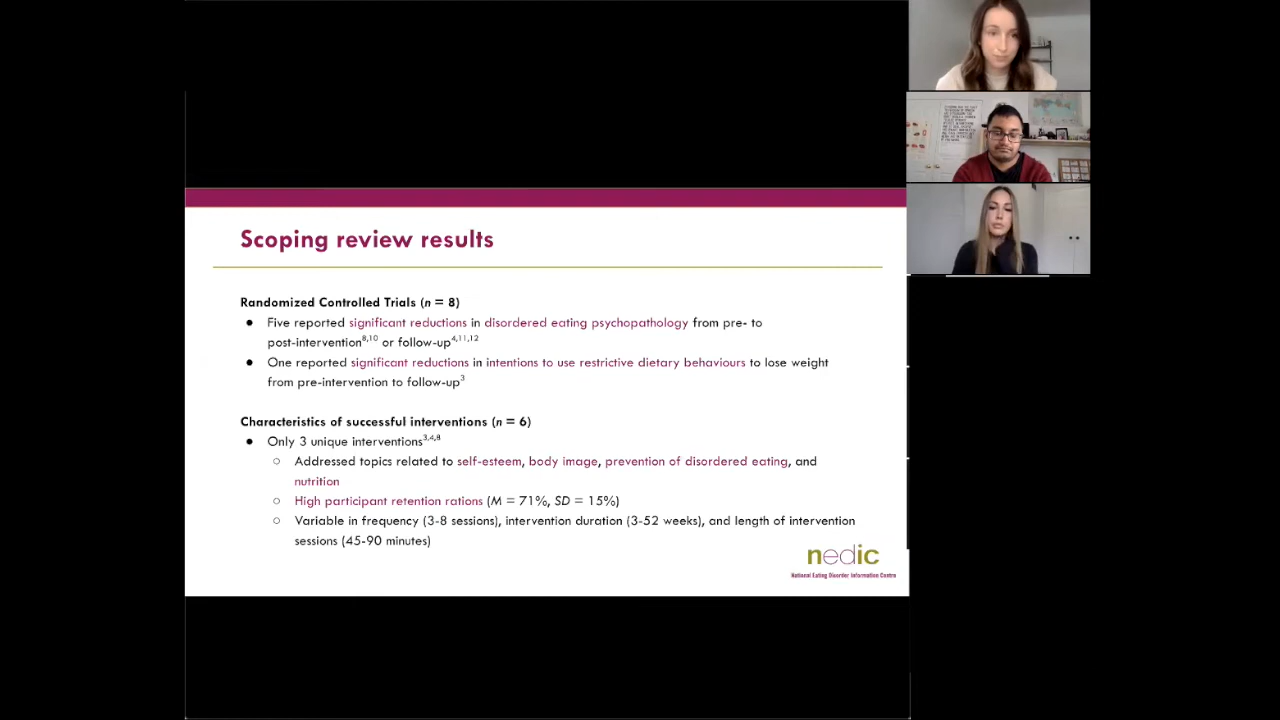 Scoping review results
Randomized Controlled Trials (n = 8)
● Five reported significant reductions in disordered eating psychopathology from pre- to
post-intervention8,10 or follow-up4,11,12
● One reported significant reductions in intentions to use restrictive dietary behaviours to lose weight
from pre-intervention to follow-up3
Characteristics of successful interventions (n = 6)
● Only 3 unique interventions3,4,8
○ Addressed topics related to self-esteem, body image, prevention of disordered eating, and
nutrition
○ High participant retention rations (M = 71%, SD = 15%)
○ Variable in frequency (3-8 sessions), intervention duration (3-52 weeks), and length of intervention
sessions (45-90 minutes)
nedic
National Eating Disorder Information Centre